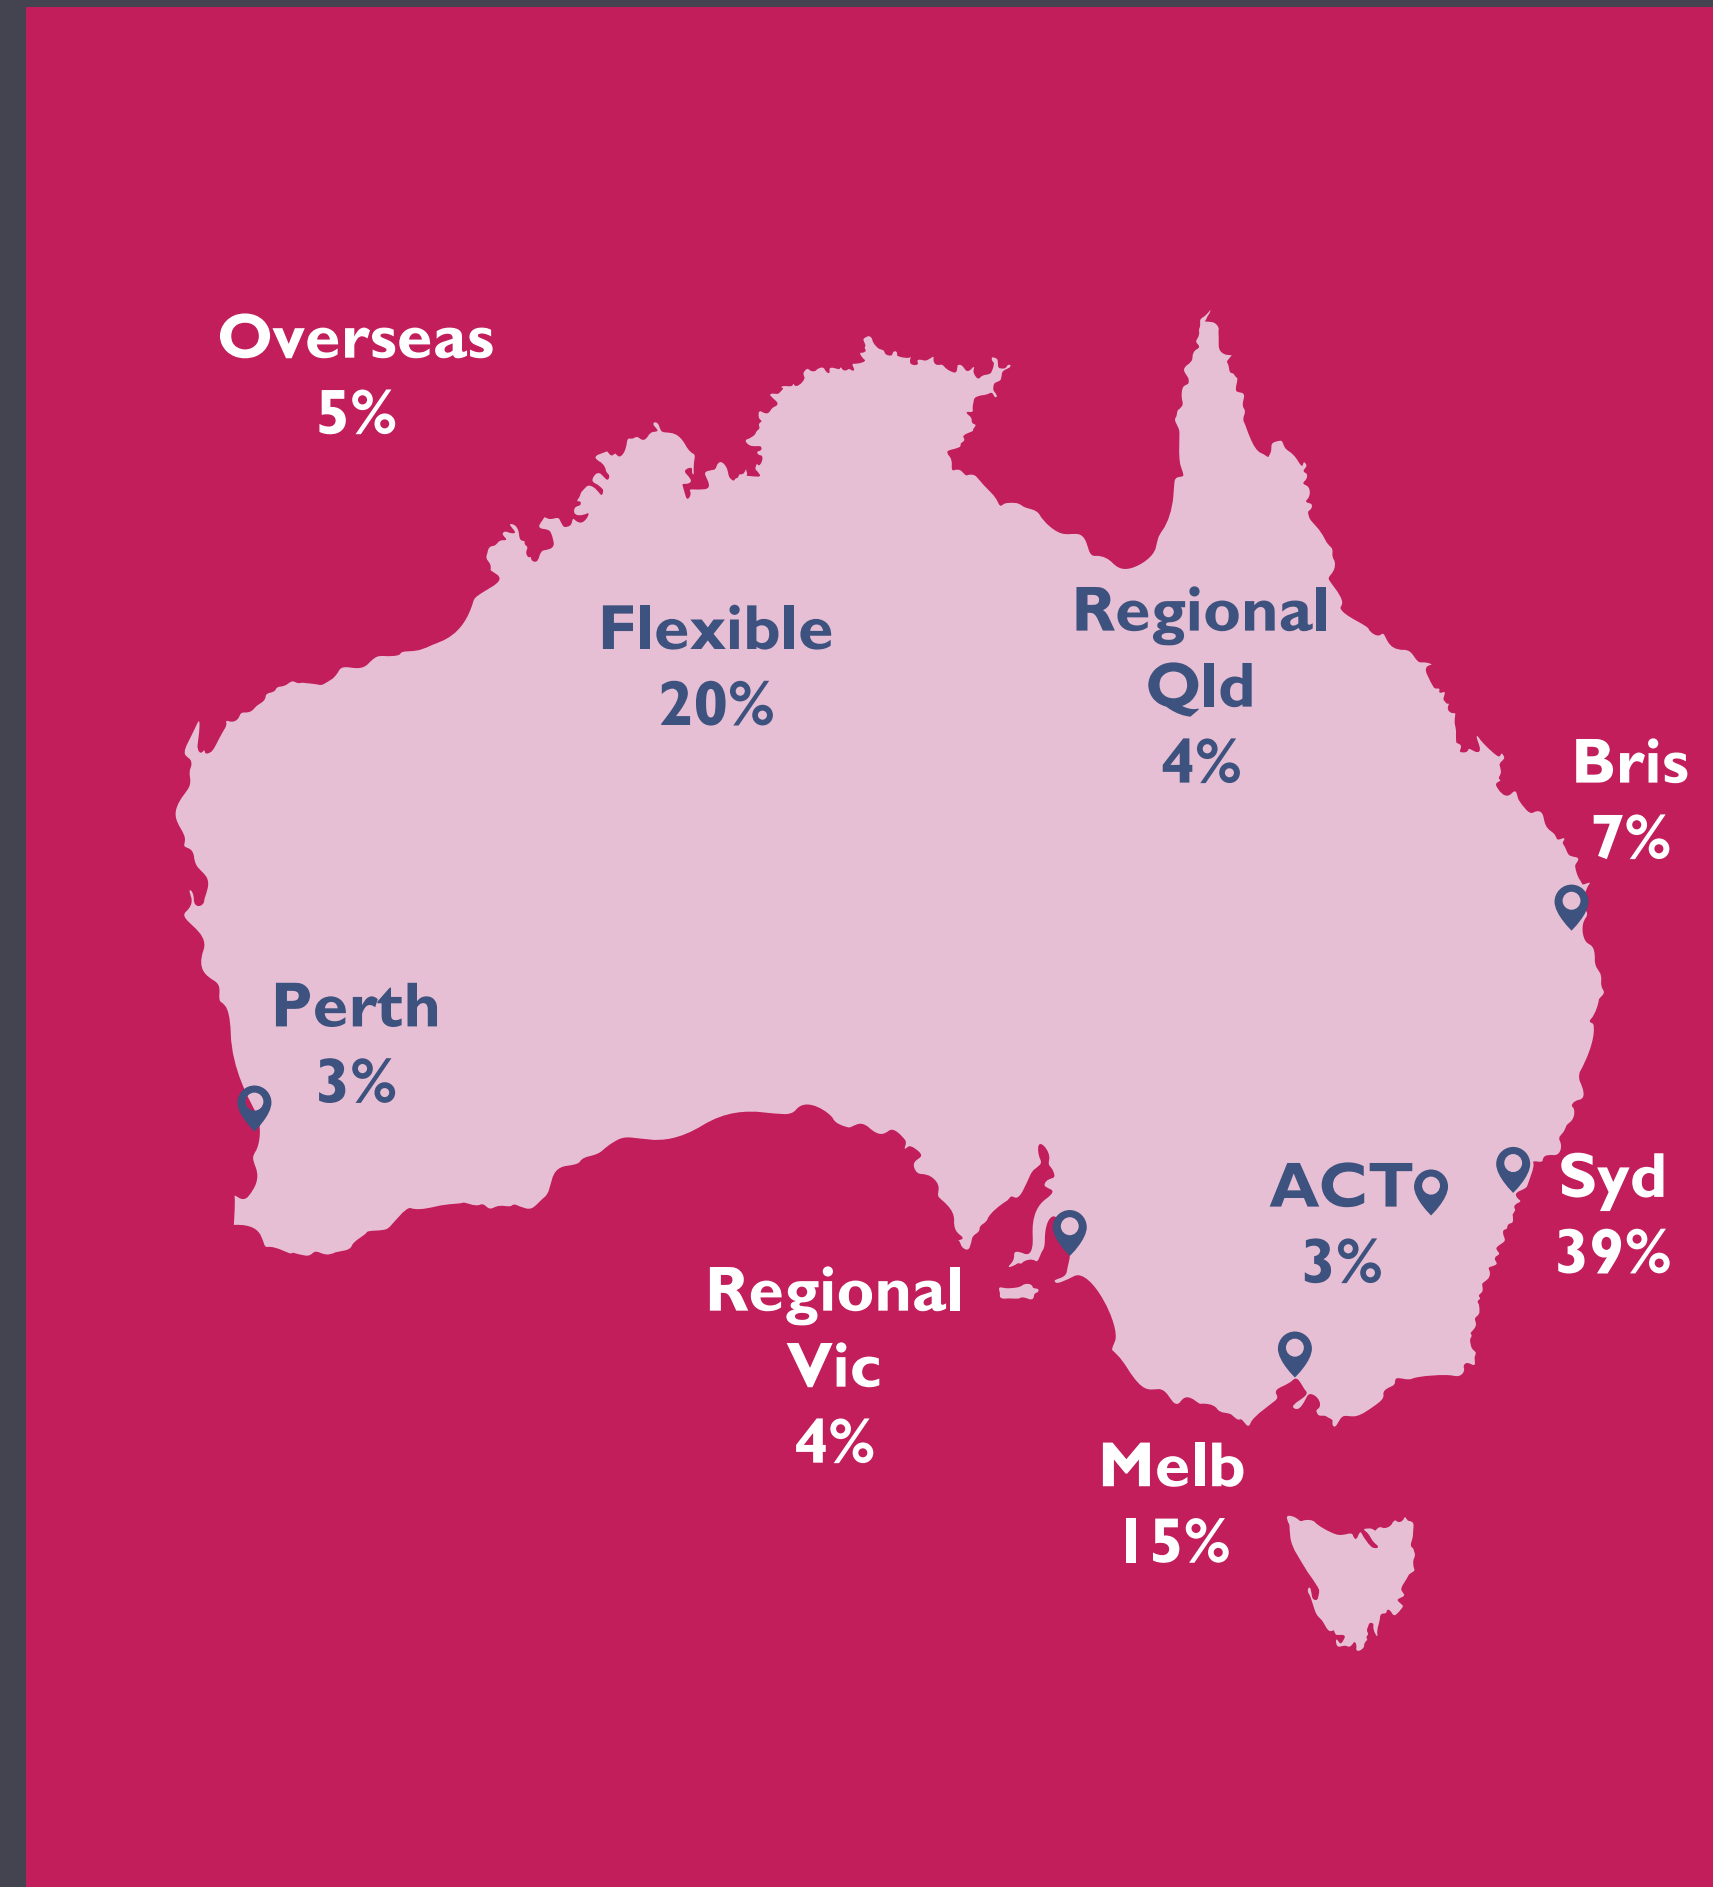 Overseas
5%
Flexible
20%
Regional
Qld
4%
Bris
7%
Perth
3%
ACT
3%
Syd
39%
Regional
Vic
4%
Melb
15%